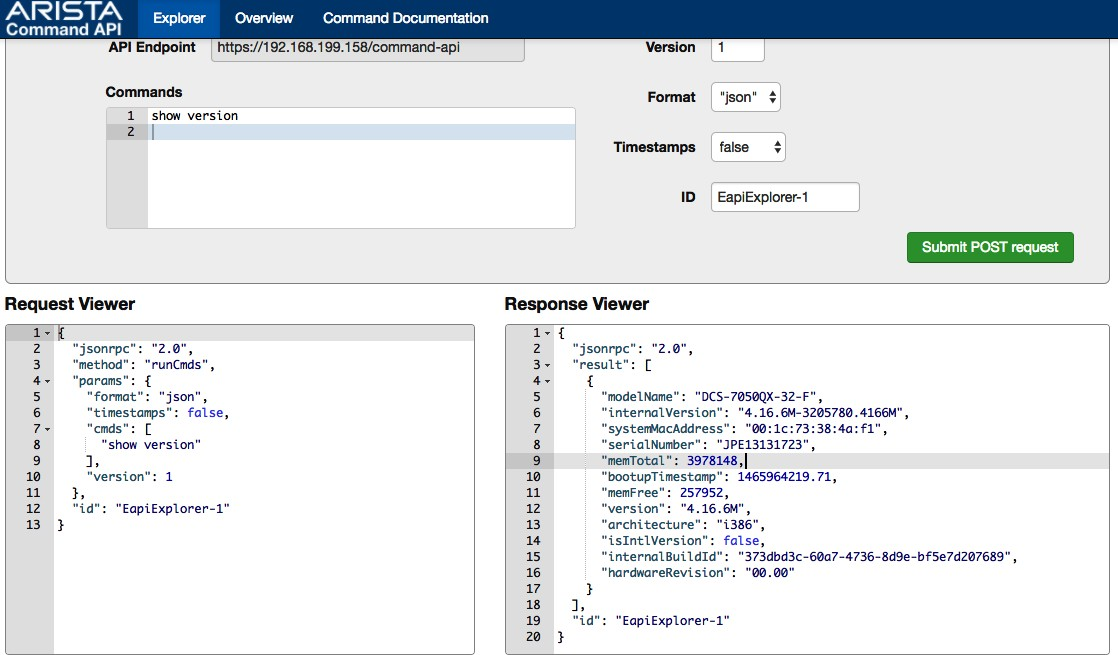 ARISTA Explorer Overview Command Documentation
Command API
API Endpoint https://192.168.199.158/command-api Version 1
Commands
1 show version
2
Format "json"
Timestamps false
ID EapiExplorer-1
Submit POST request
Request Viewer
1 {
2 "jsonrpc": "2.0",
3 "method": "runCmds",
4 "params": {
5 "format": "json",
6 "timestamps": false,
7 "cmds": [
8 "show version"
9 ],
10 "version": 1
11 },
12 "id": "EapiExplorer-1"
13 }
Response Viewer
1 {
2 "jsonrpc": "2.0",
3 "result": [
4 {
5 "modelName": "DCS-7050QX-32-F",
6 "internalVersion": "4.16.6M-3205780.4166M",
7 "systemMacAddress": "00:1c:73:38:4a:f1",
8 "serialNumber": "JPE13131723",
9 "memTotal": 3978148,
10 "bootupTimestamp": 1465964219.71,
11 "memFree": 257952,
12 "version": "4.16.6M",
13 "architecture": "i386",
14 "isIntlVersion": false,
15 "internalBuildId": "373dbd3c-60a7-4736-8d9e-bf5e7d207689",
16 "hardwareRevision": "00.00"
17 }
18 ],
19 "id": "EapiExplorer-1"
20 }